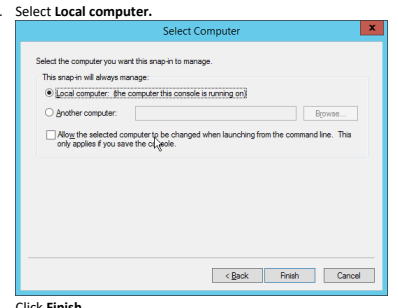 Select Local computer.
Select Computer
x
Select the computer you want this snap-in to manage.
This snap-in will always manage:
Local computer: (the computer this console is running on)
Another computer:
Browse...
Allow the selected computer to be changed when launching from the command line. This
only applies if you save the console.
< Back Finish Cancel
Click Finish